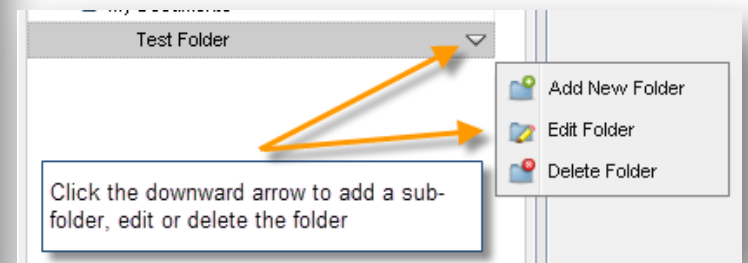 My Documents
Test Folder
Add New Folder
Edit Folder
Delete Folder
Click the downward arrow to add a sub-
folder, edit or delete the folder